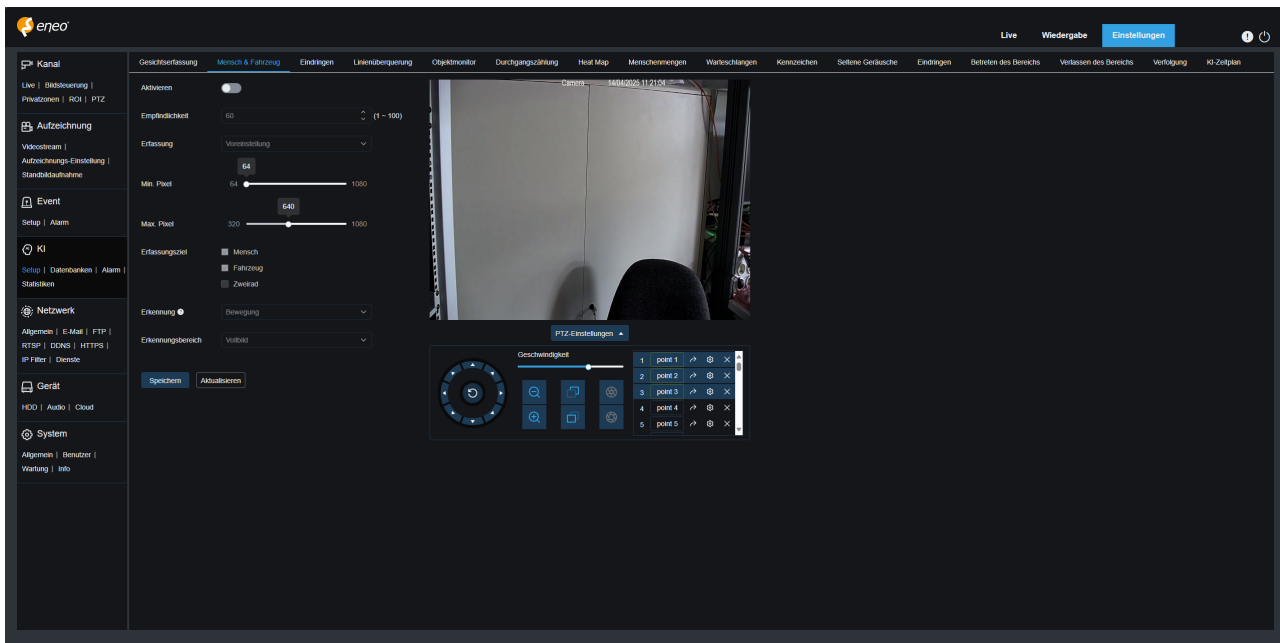 eneo
Live Wiedergabe Einstellungen
Kanal
Live | Bildsteuerung |
Privatzonen | ROI | PTZ
Aufzeichnung
Videostream |
Aufzeichnungs-Einstellung |
Standbildaufnahme
Event
Setup | Alarm
KI
Setup | Datenbanken | Alarm |
Statistiken
Netzwerk
Allgemein | E-Mail | FTP |
RTSP | DDNS | HTTPS |
IP Filter | Dienste
Gerät
HDD | Audio | Cloud
System
Allgemein | Benutzer |
Wartung | Info
Gesichtserfassung Mensch & Fahrzeug Eindringen Linienüberquerung Objektmonitor Durchgangszählung Heat Map Menschenmengen Warteschlangen Kennzeichen Seltene Geräusche Eindringen Betreten des Bereichs Verlassen des Bereichs Verfolgung KI-Zeitplan
Aktivieren
Empfindlichkeit 60 (1 ~ 100)
Erfassung Voreinstellung
64
Min. Pixel 64 1080
640
Max. Pixel 320 1080
Erfassungsziel Mensch
Fahrzeug
Zweirad
Erkennung Bewegung
Erkennungsbereich Vollbild
Speichern Aktualisieren
Camera 14/04/2025 11:21:04
PTZ-Einstellungen
Geschwindigkeit
1 point 1
2 point 2
3 point 3
4 point 4
5 point 5